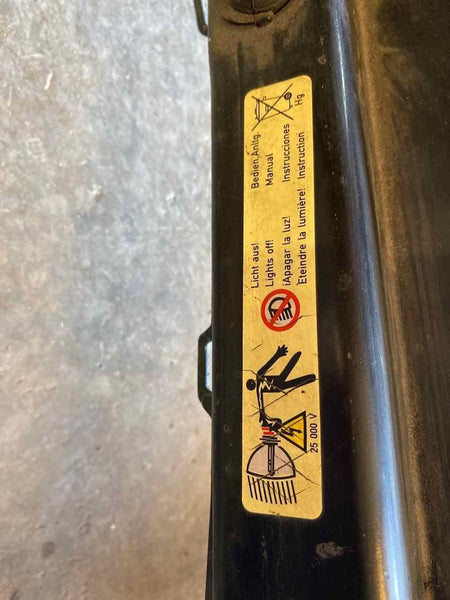 25 000 V
Licht aus! Bedien.Anltg.
Lights off! Manual
¡Apagar la luz! Instrucciones
Eteindre la lumière! Instruction
Hg